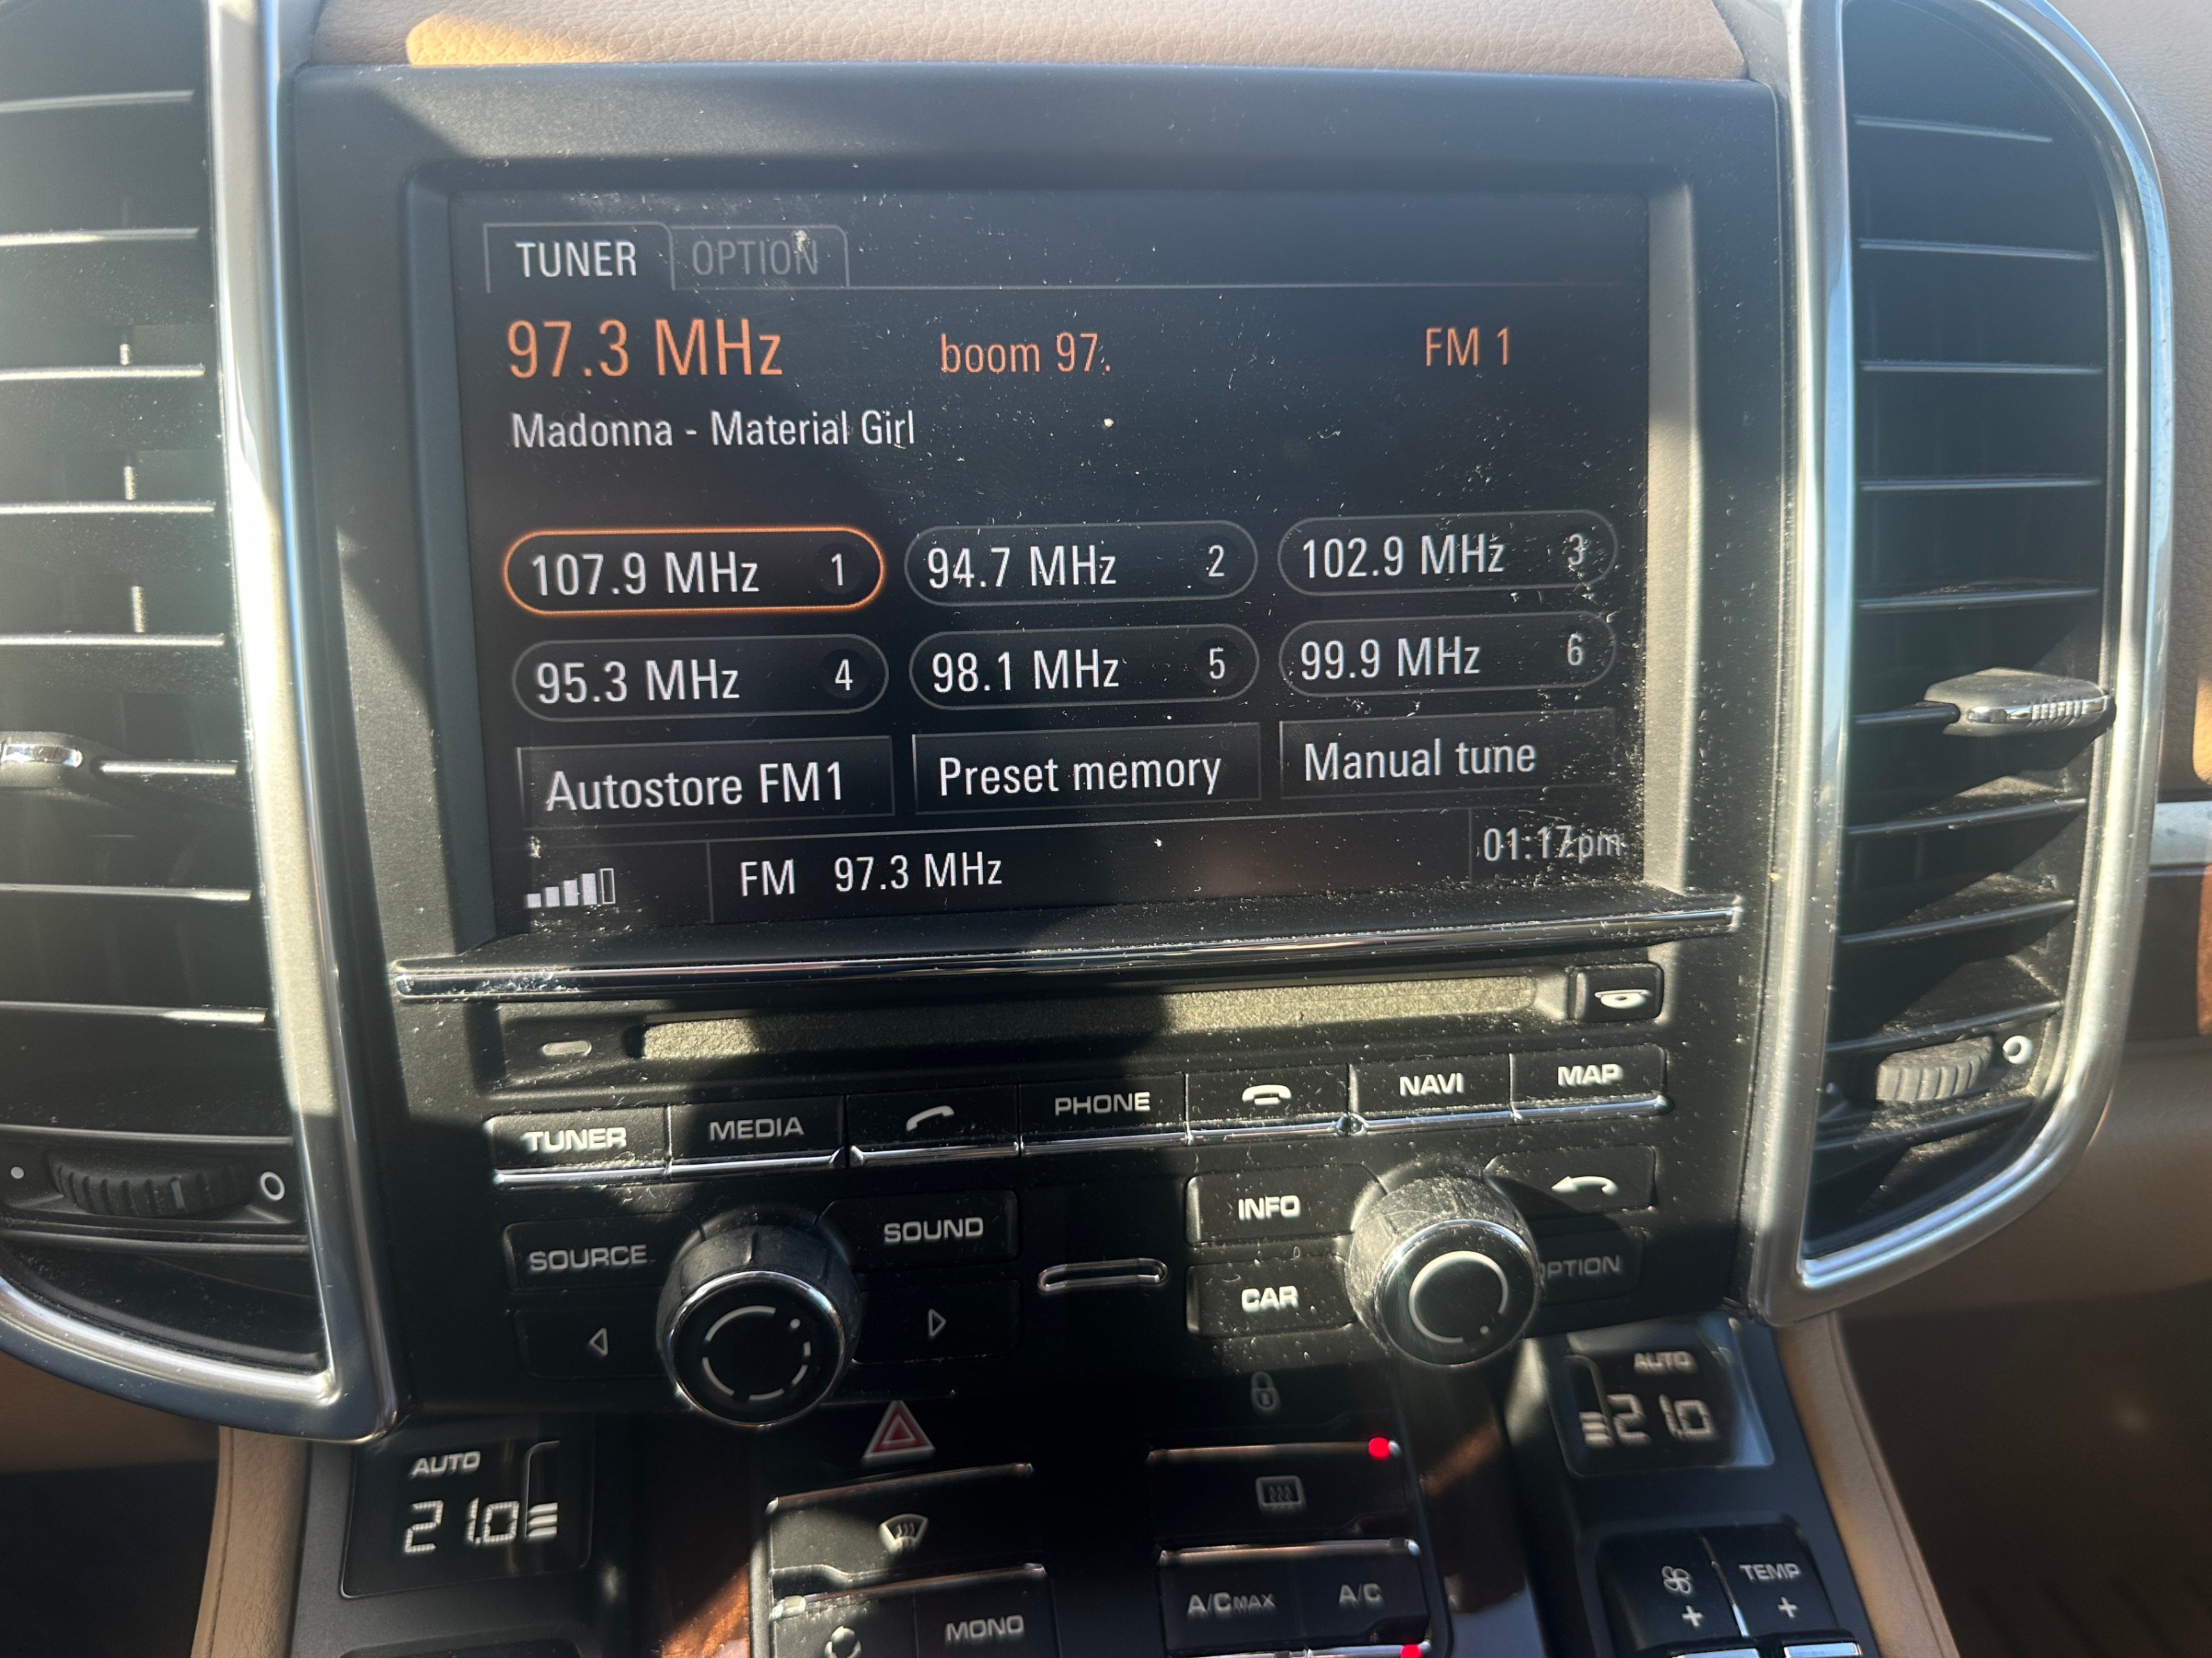 TUNER OPTION
97.3 MHz boom 97. FM 1
Madonna - Material Girl
107.9 MHz 1 94.7 MHz 2 102.9 MHz 3
95.3 MHz 4 98.1 MHz 5 99.9 MHz 6
Autostore FM1 Preset memory Manual tune
FM 97.3 MHz 01:17pm
TUNER MEDIA PHONE NAVI MAP
SOURCE SOUND INFO
CAR OPTION
AUTO
21.0
AUTO
21.0
A/C MAX A/C
MONO
TEMP
+ +